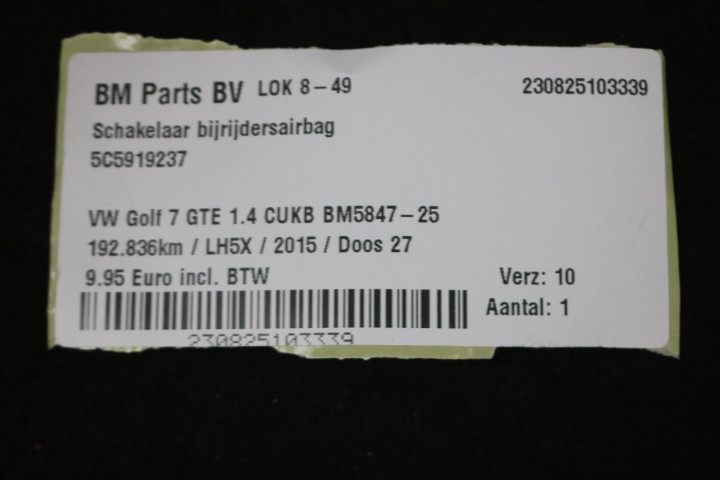 BM Parts BV LOK 8-49 230825103339
Schakelaar bijrijdersairbag
5C5919237
VW Golf 7 GTE 1.4 CUKB BM5847-25
192.836km / LH5X / 2015 / Doos 27
9.95 Euro incl. BTW Verz: 10
Aantal: 1
230825103339